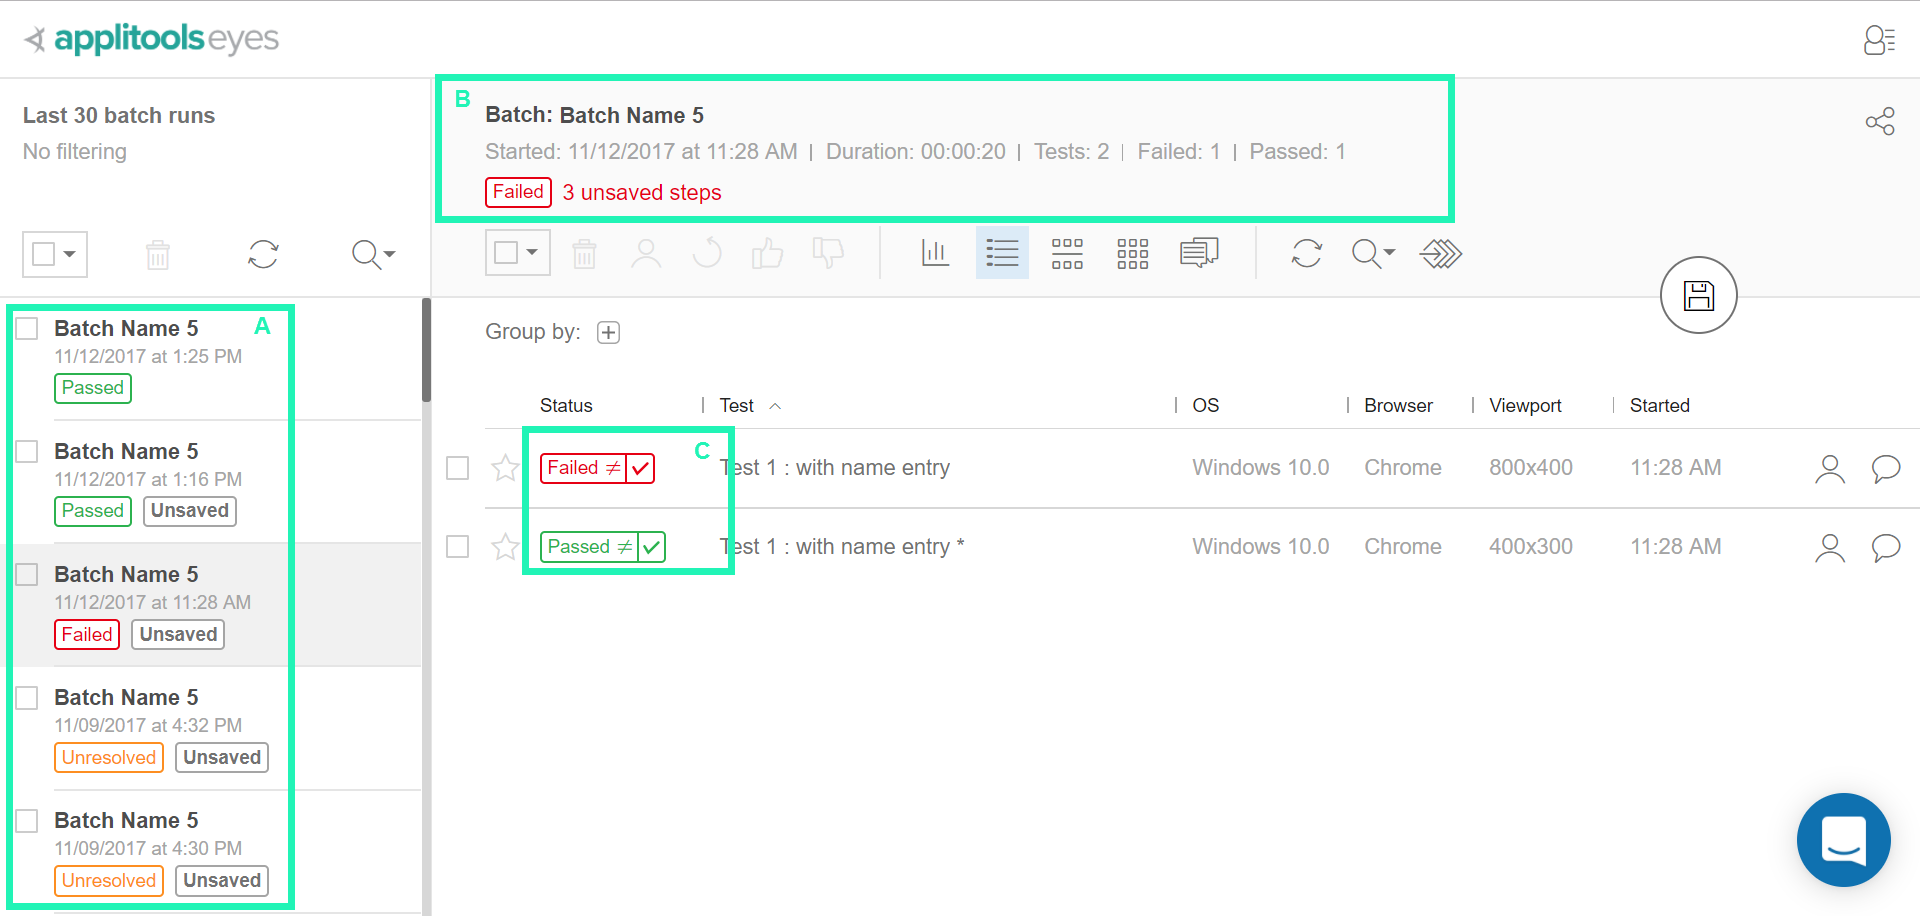 applitools eyes
Last 30 batch runs
No filtering
A
Batch Name 5
11/12/2017 at 1:25 PM
Passed
Batch Name 5
11/12/2017 at 1:16 PM
Passed Unsaved
Batch Name 5
11/12/2017 at 11:28 AM
Failed Unsaved
Batch Name 5
11/09/2017 at 4:32 PM
Unresolved Unsaved
Batch Name 5
11/09/2017 at 4:30 PM
Unresolved Unsaved
B
Batch: Batch Name 5
Started: 11/12/2017 at 11:28 AM | Duration: 00:00:20 | Tests: 2 | Failed: 1 | Passed: 1
Failed 3 unsaved steps
Group by:
Status | Test | OS | Browser | Viewport | Started
C
Failed ≠ Test 1 : with name entry Windows 10.0 Chrome 800x400 11:28 AM
Passed ≠ Test 1 : with name entry * Windows 10.0 Chrome 400x300 11:28 AM